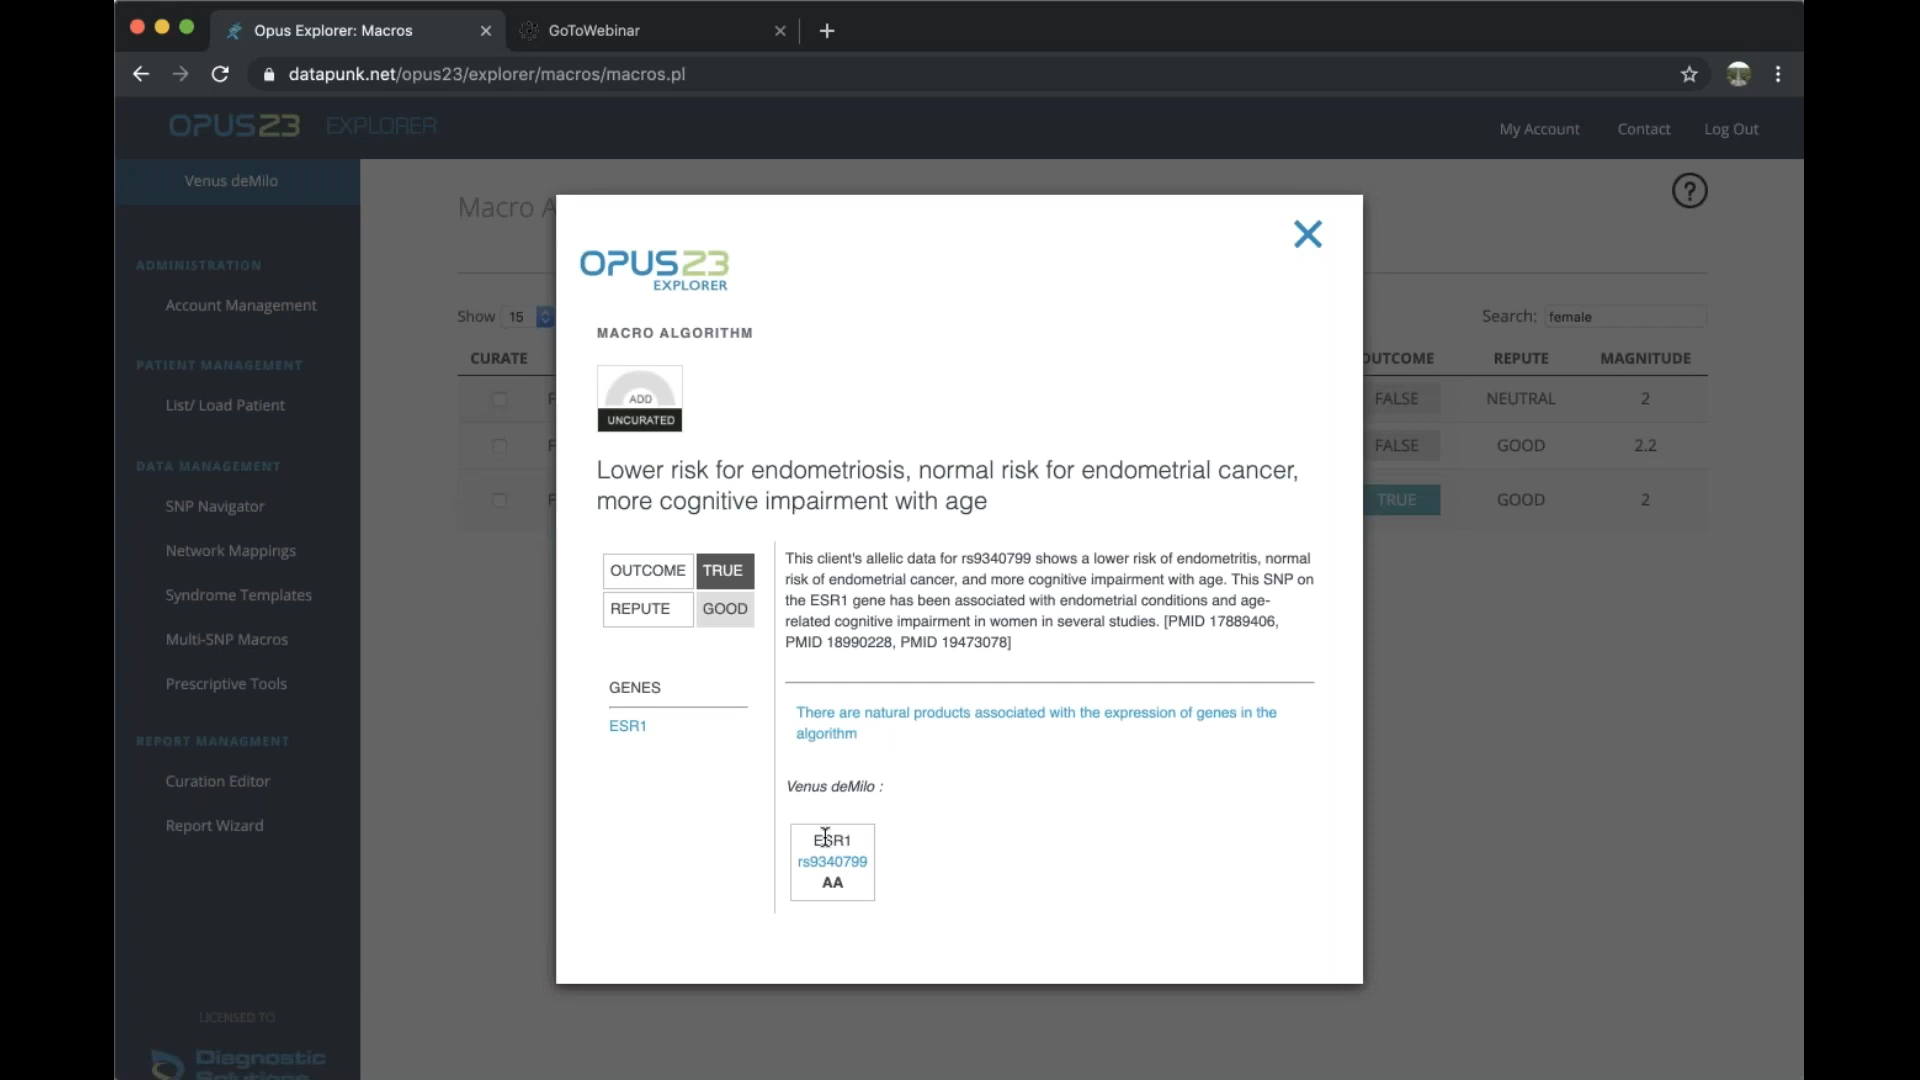 Opus Explorer: Macros
GoToWebinar
datapunk.net/opus23/explorer/macros/macros.pl
OPUS23 EXPLORER
My Account
Contact
Log Out
Venus deMilo
ADMINISTRATION
Account Management
PATIENT MANAGEMENT
List/ Load Patient
DATA MANAGEMENT
SNP Navigator
Network Mappings
Syndrome Templates
Multi-SNP Macros
Prescriptive Tools
REPORT MANAGMENT
Curation Editor
Report Wizard
LICENSED TO
Diagnostic
Solutions
Macro A
?
Show 15
Search: female
CURATE
OUTCOME REPUTE MAGNITUDE
F FALSE NEUTRAL 2
F FALSE GOOD 2.2
F TRUE GOOD 2
OPUS23
EXPLORER
MACRO ALGORITHM
ADD
UNCURATED
Lower risk for endometriosis, normal risk for endometrial cancer,
more cognitive impairment with age
OUTCOME TRUE
REPUTE GOOD
GENES
ESR1
This client's allelic data for rs9340799 shows a lower risk of endometritis, normal
risk of endometrial cancer, and more cognitive impairment with age. This SNP on
the ESR1 gene has been associated with endometrial conditions and age-
related cognitive impairment in women in several studies. [PMID 17889406,
PMID 18990228, PMID 19473078]
There are natural products associated with the expression of genes in the
algorithm
Venus deMilo :
ESR1
rs9340799
AA